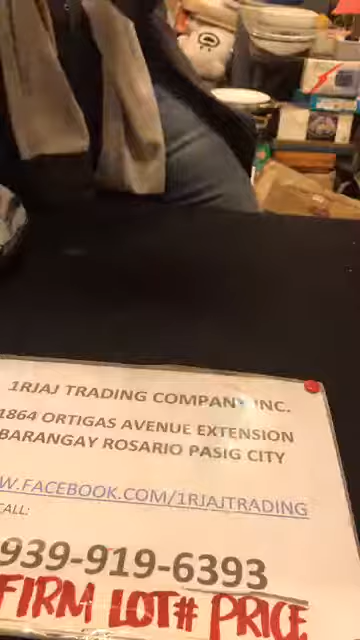 1RJAJ TRADING COMPANY INC.
1864 ORTIGAS AVENUE EXTENSION
BARANGAY ROSARIO PASIG CITY
W.FACEBOOK.COM/1RJAJTRADING
CALL:
939-919-6393
FIRM LOT# PRICE